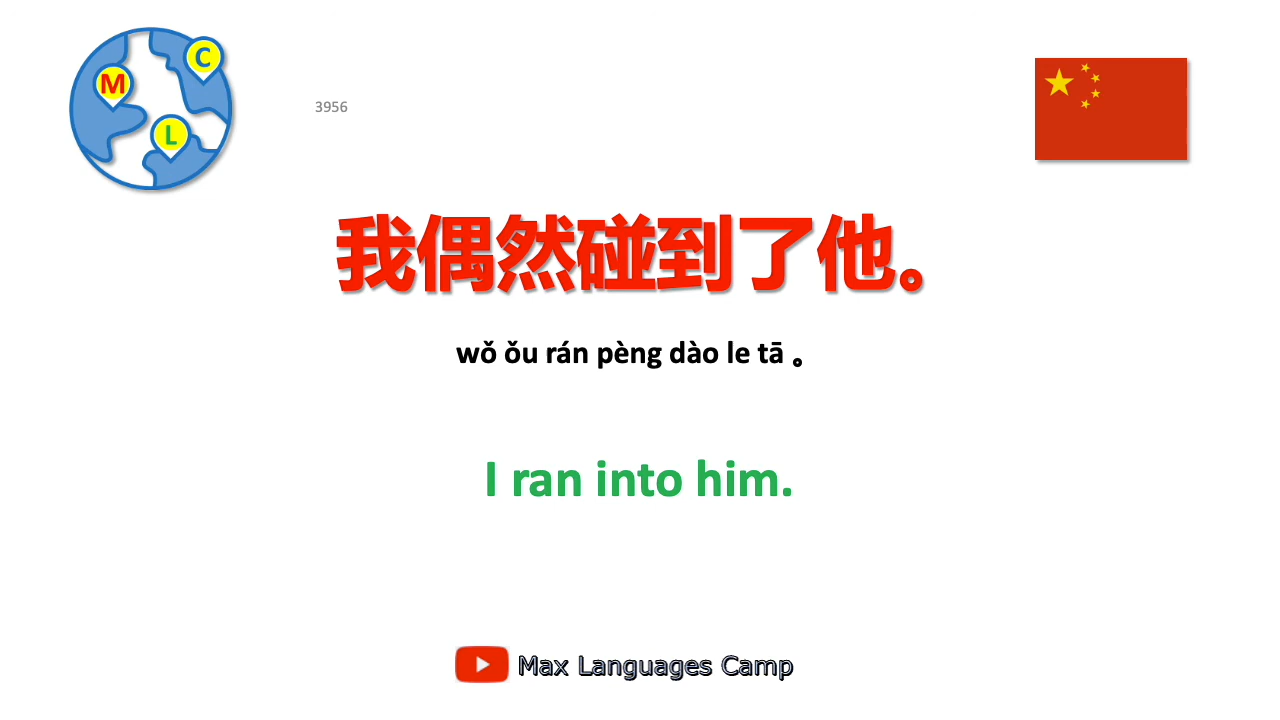 M
C
L
3956
我偶然碰到了他。
wǒ ǒu rán pèng dào le tā 。
I ran into him.
Max Languages Camp